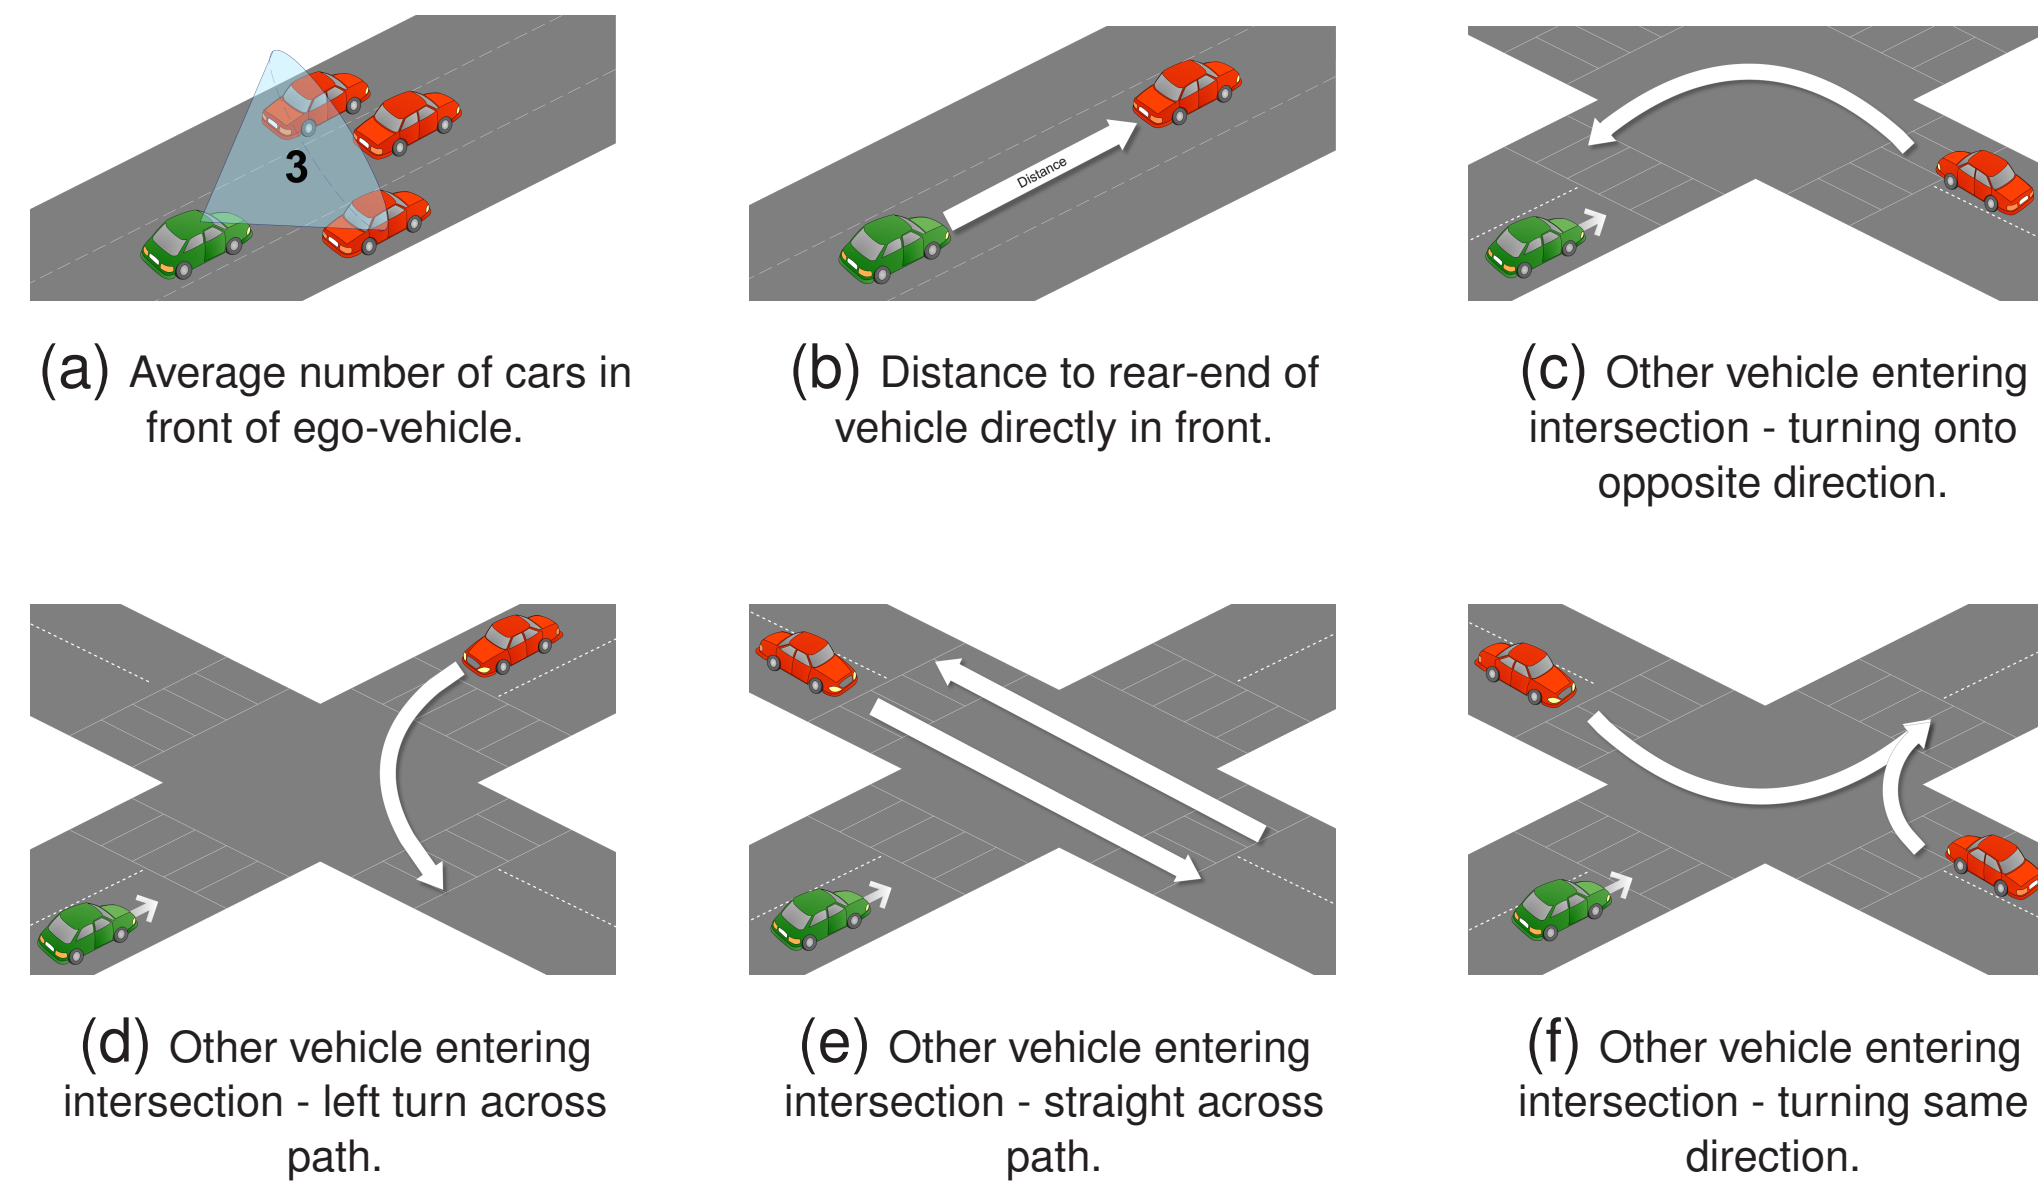 3
Distance
(a) Average number of cars in
front of ego-vehicle.
(b) Distance to rear-end of
vehicle directly in front.
(c) Other vehicle entering
intersection - turning onto
opposite direction.
(d) Other vehicle entering
intersection - left turn across
path.
(e) Other vehicle entering
intersection - straight across
path.
(f) Other vehicle entering
intersection - turning same
direction.